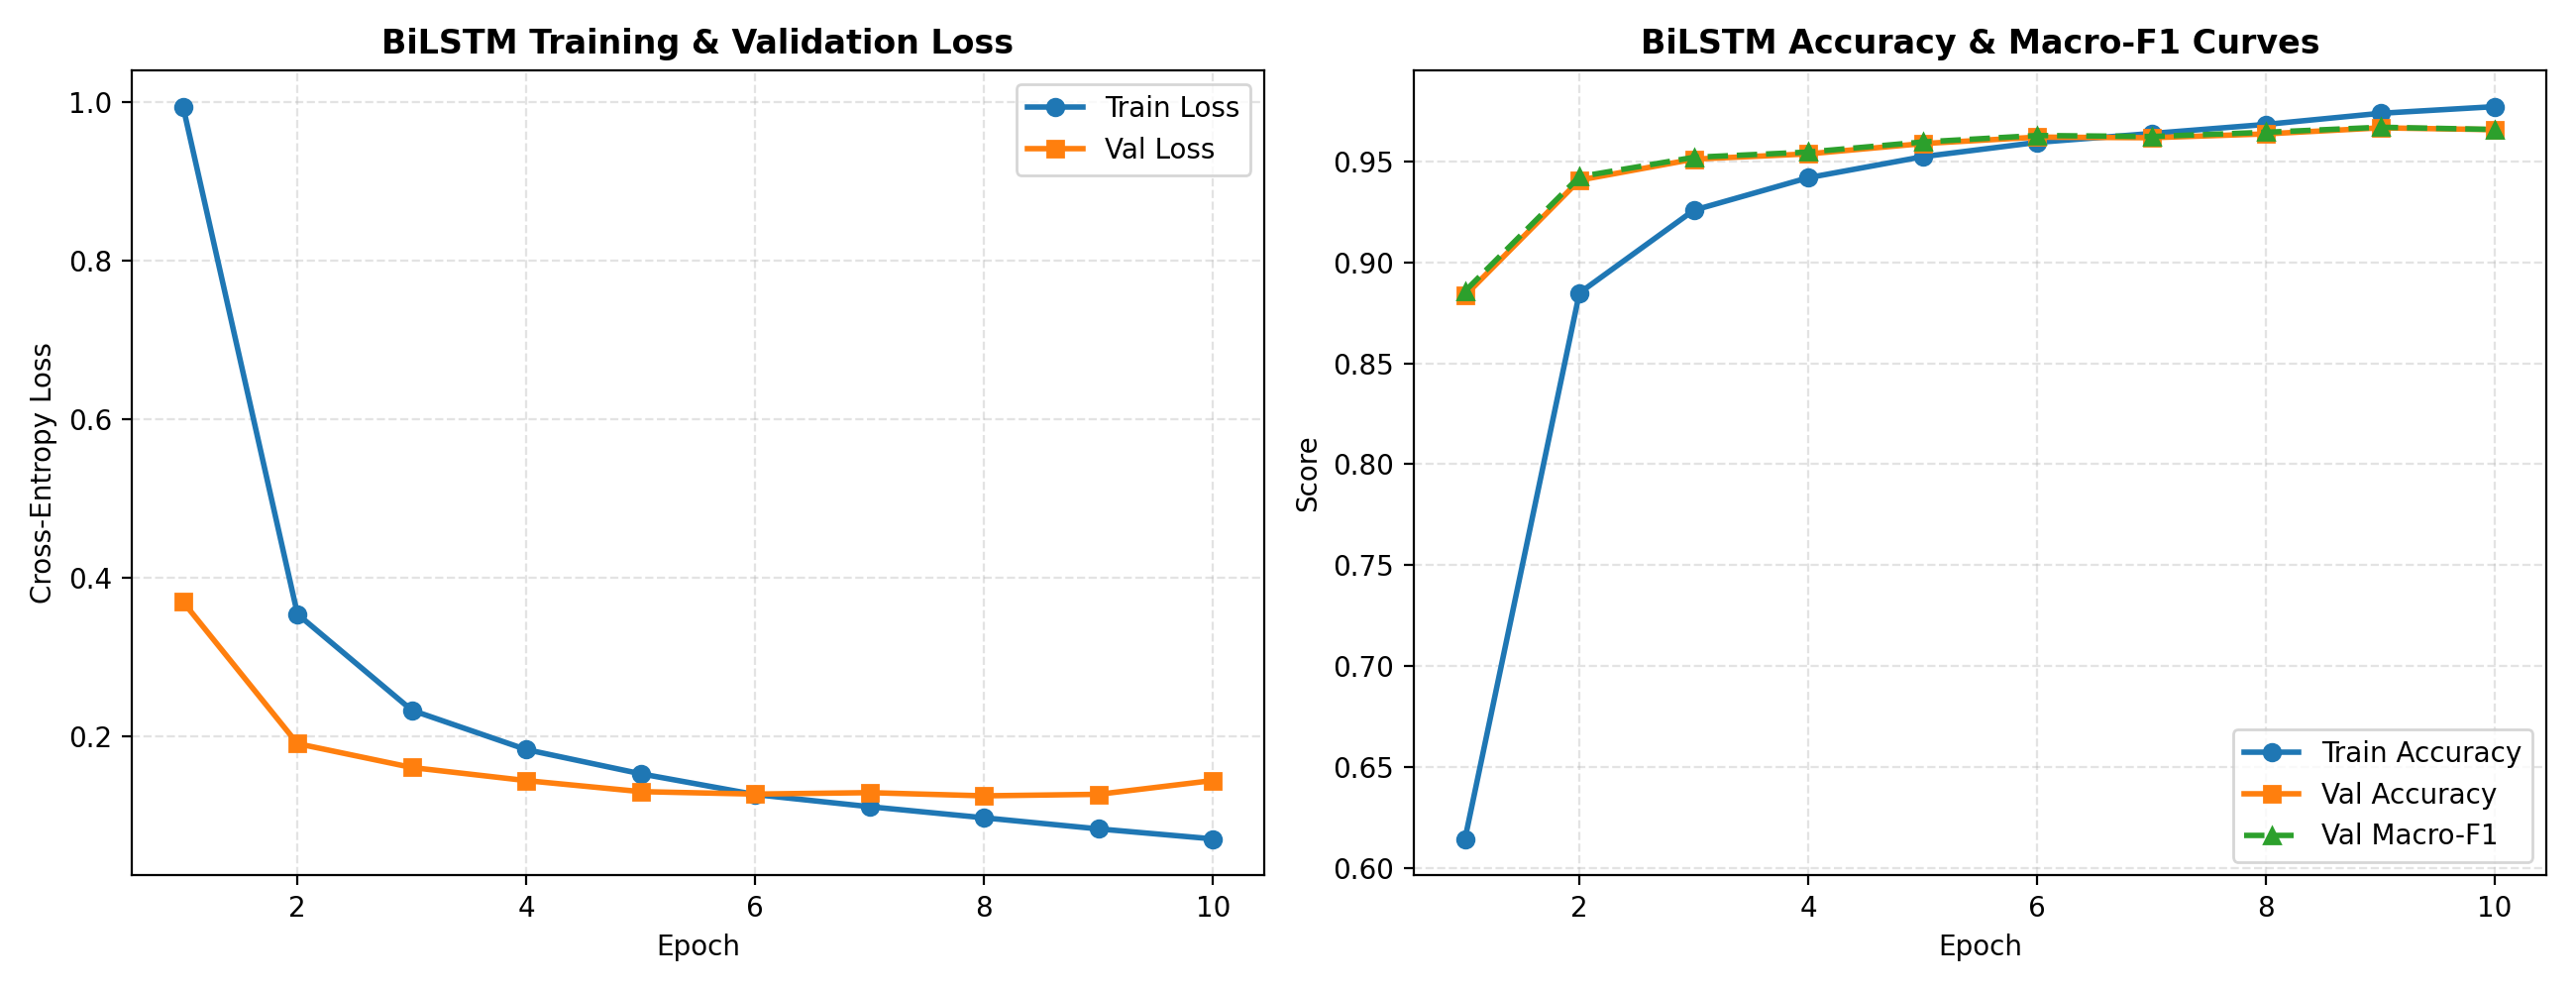 BiLSTM Training & Validation Loss
Cross-Entropy Loss
1.0
0.8
0.6
0.4
0.2
2 4 6 8 10
Epoch
Train Loss
Val Loss
BiLSTM Accuracy & Macro-F1 Curves
Score
0.95
0.90
0.85
0.80
0.75
0.70
0.65
0.60
2 4 6 8 10
Epoch
Train Accuracy
Val Accuracy
Val Macro-F1